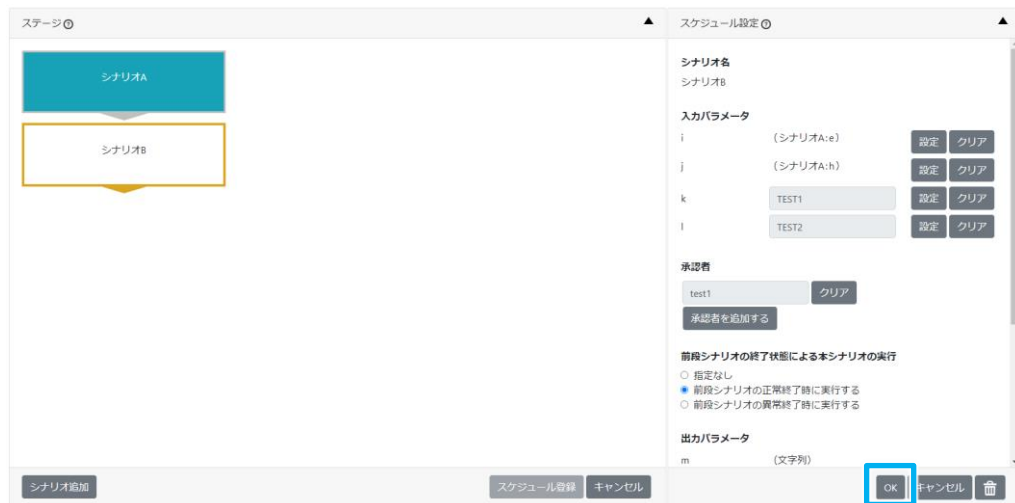 ステージ
シナリオA
シナリオB
シナリオ追加
スケジュール登録
キャンセル
スケジュール設定
シナリオ名
シナリオB
入力パラメータ
i (シナリオA:e) 設定 クリア
j (シナリオA:h) 設定 クリア
k TEST1 設定 クリア
l TEST2 設定 クリア
承認者
test1 クリア
承認者を追加する
前段シナリオの終了状態による本シナリオの実行
指定なし
前段シナリオの正常終了時に実行する
前段シナリオの異常終了時に実行する
出力パラメータ
m (文字列)
OK キャンセル